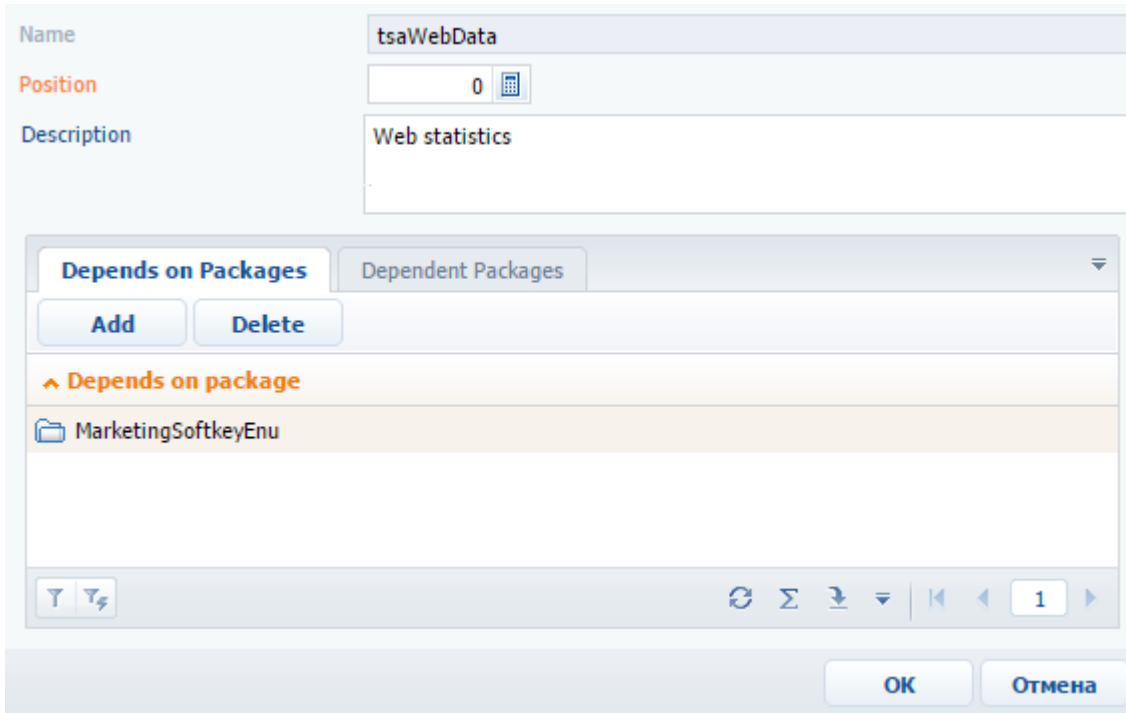 Name tsaWebData
Position 0
Description Web statistics
Depends on Packages Dependent Packages
Add Delete
Depends on package
MarketingSoftkeyEnu
1
OK Отмена